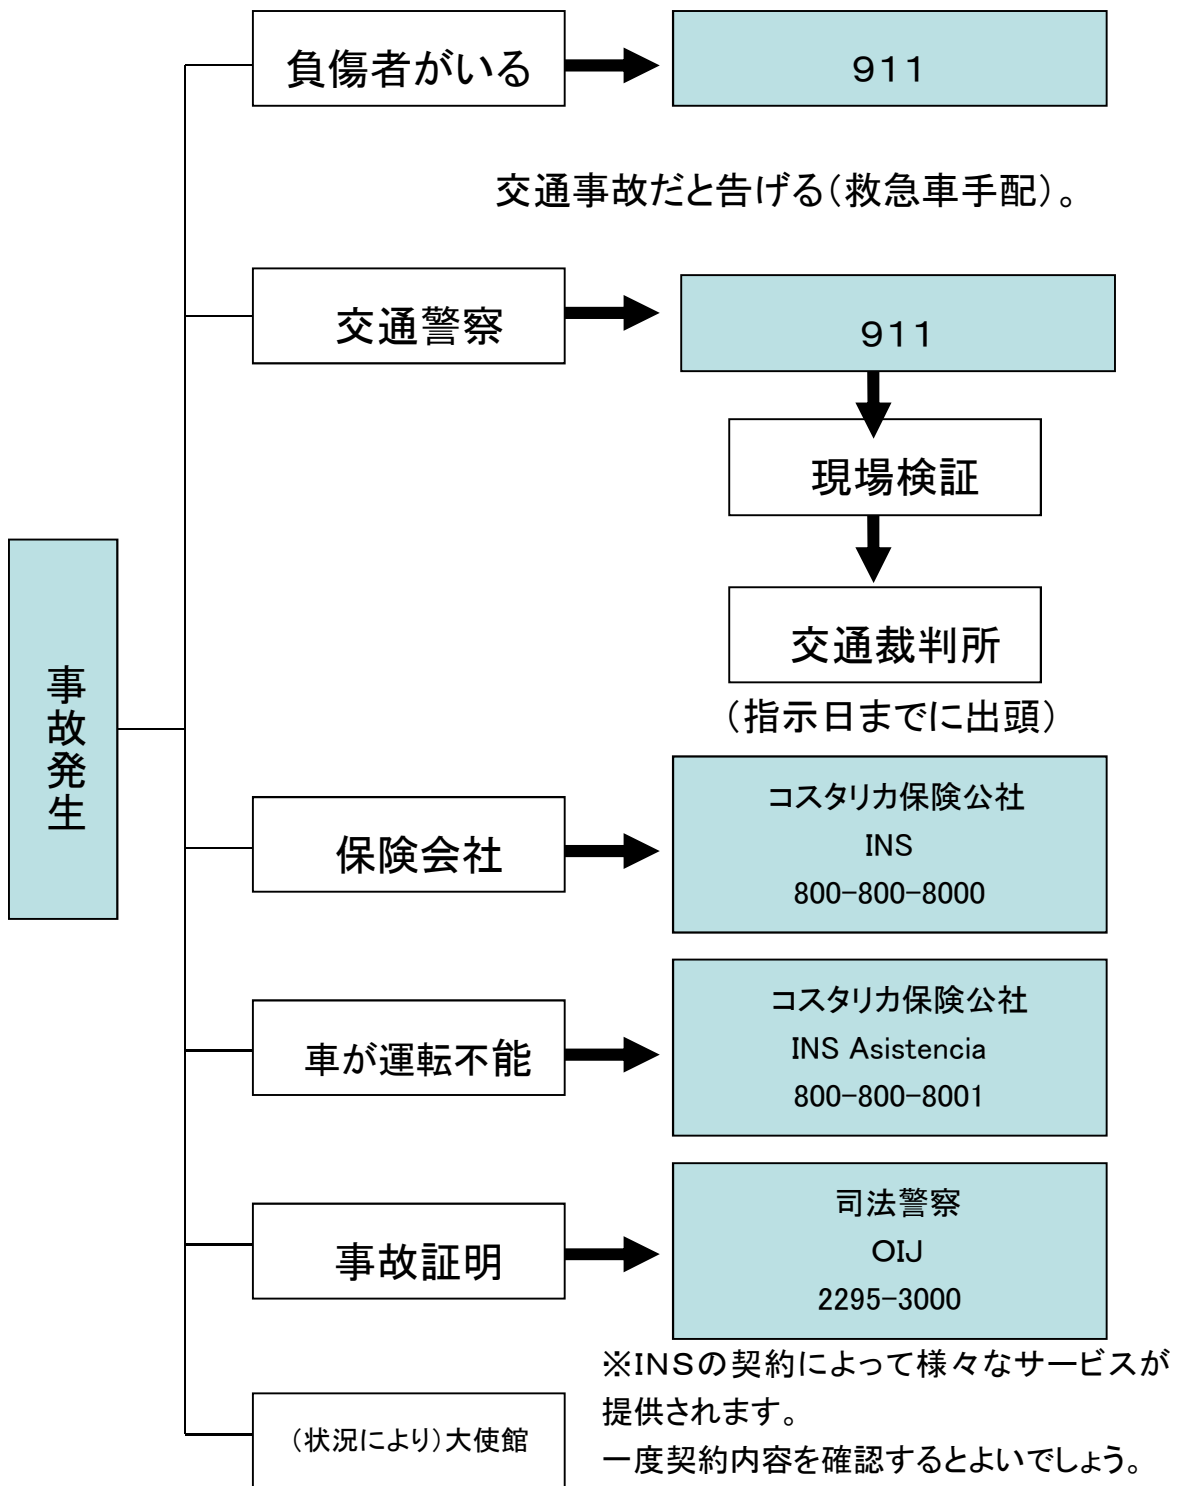 負傷者がいる
911
交通事故だと告げる(救急車手配)。
交通警察
911
現場検証
交通裁判所
(指示日までに出頭)
事故発生
保険会社
コスタリカ保険公社
INS
800-800-8000
車が運転不能
コスタリカ保険公社
INS Asistencia
800-800-8001
事故証明
司法警察
OIJ
2295-3000
(状況により)大使館
※INSの契約によって様々なサービスが
提供されます。
一度契約内容を確認するとよいでしょう。